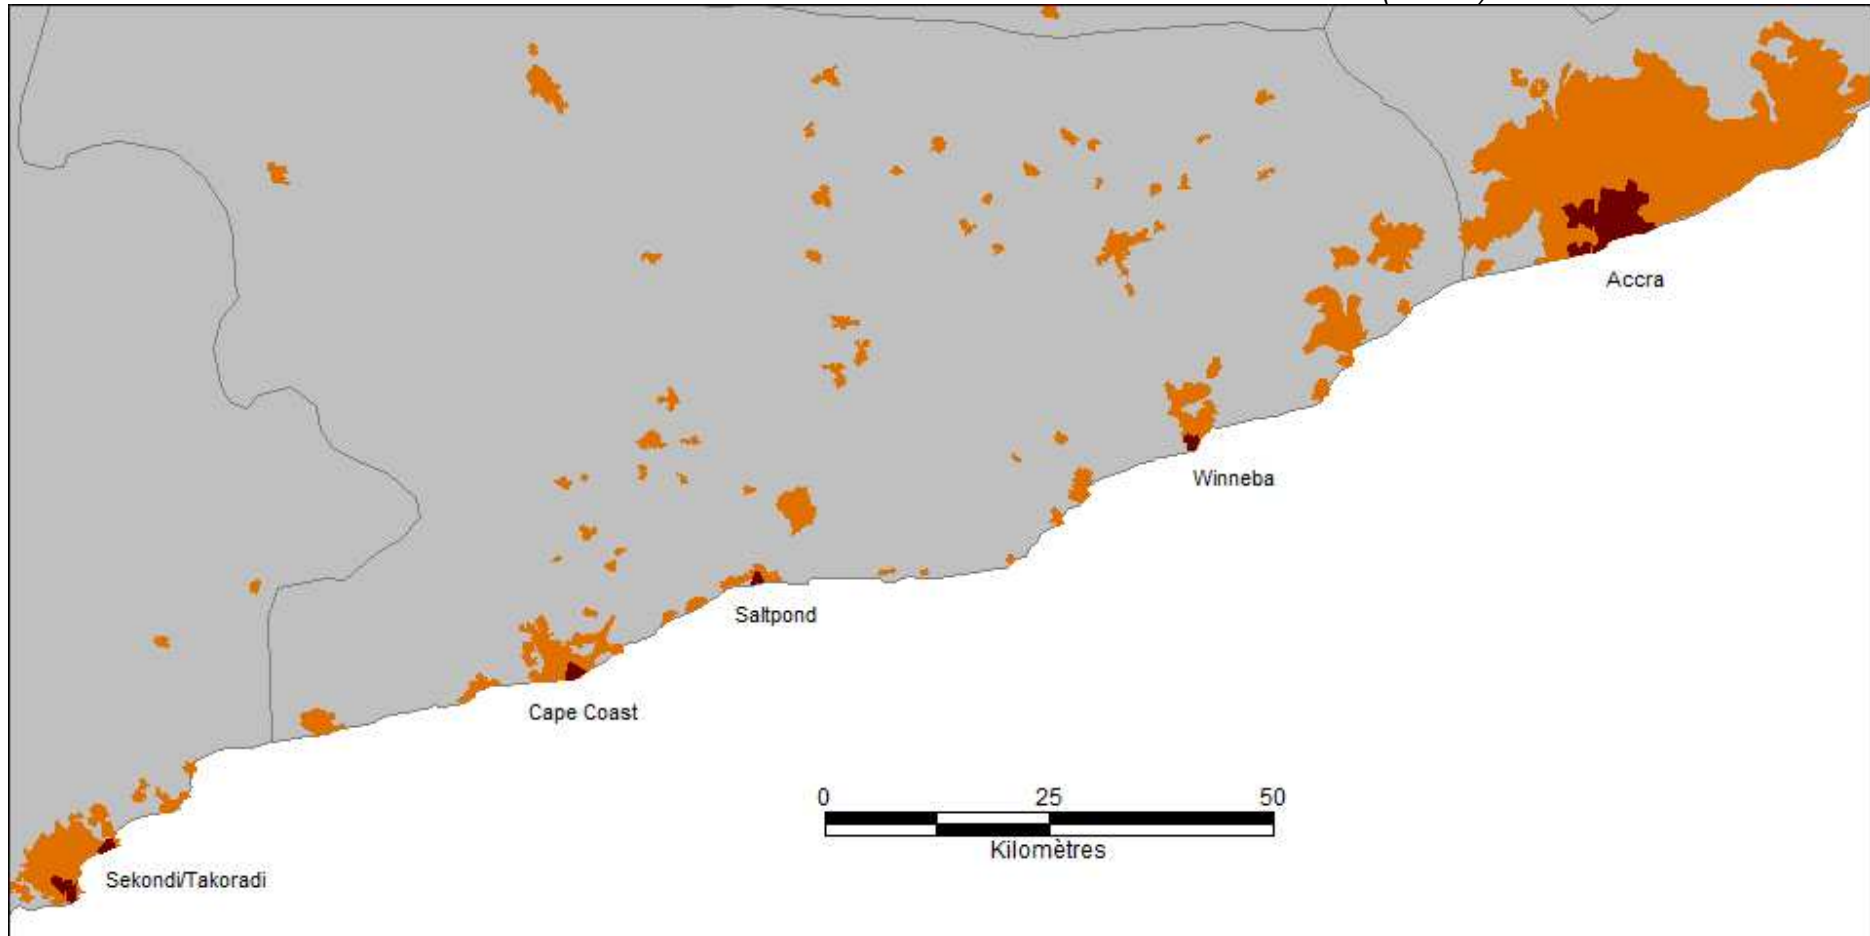 Accra
Winneba
Saltpond
Cape Coast
0 25 50
Kilomètres
Sekondi/Takoradi